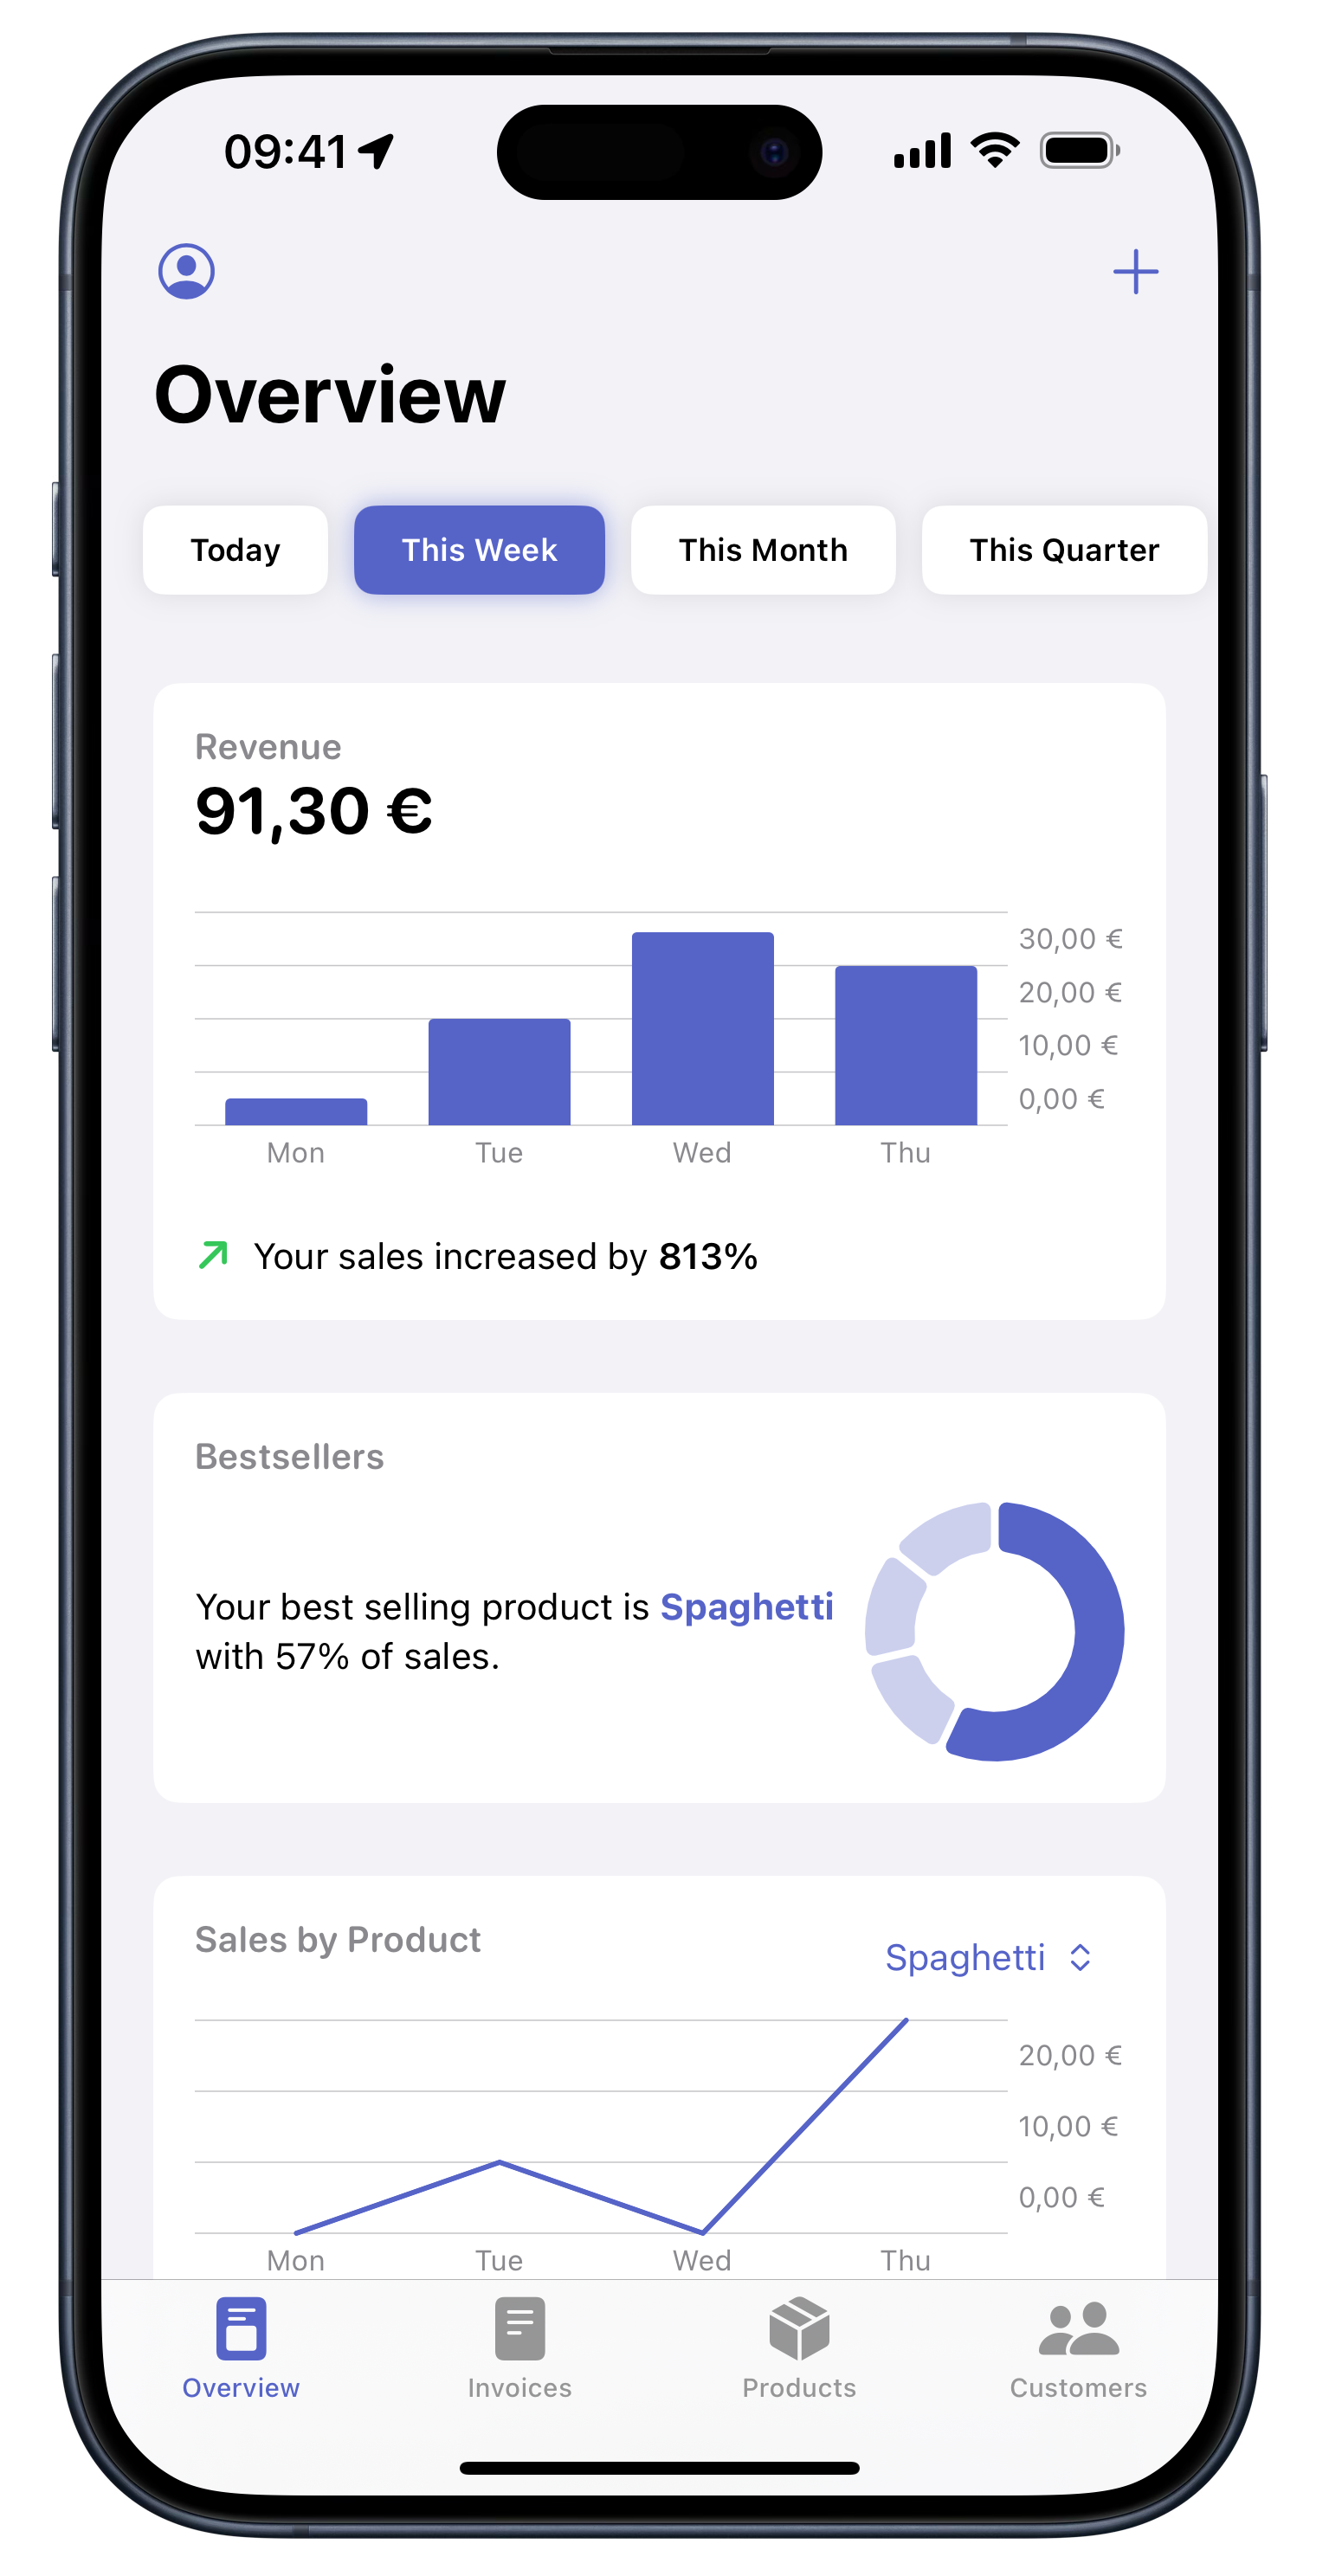 09:41
Overview
Today
This Week
This Month
This Quarter
Revenue
91,30 €
30,00 €
20,00 €
10,00 €
0,00 €
Mon
Tue
Wed
Thu
Your sales increased by 813%
Bestsellers
Your best selling product is Spaghetti
with 57% of sales.
Sales by Product
Spaghetti
20,00 €
10,00 €
0,00 €
Mon
Tue
Wed
Thu
Overview
Invoices
Products
Customers